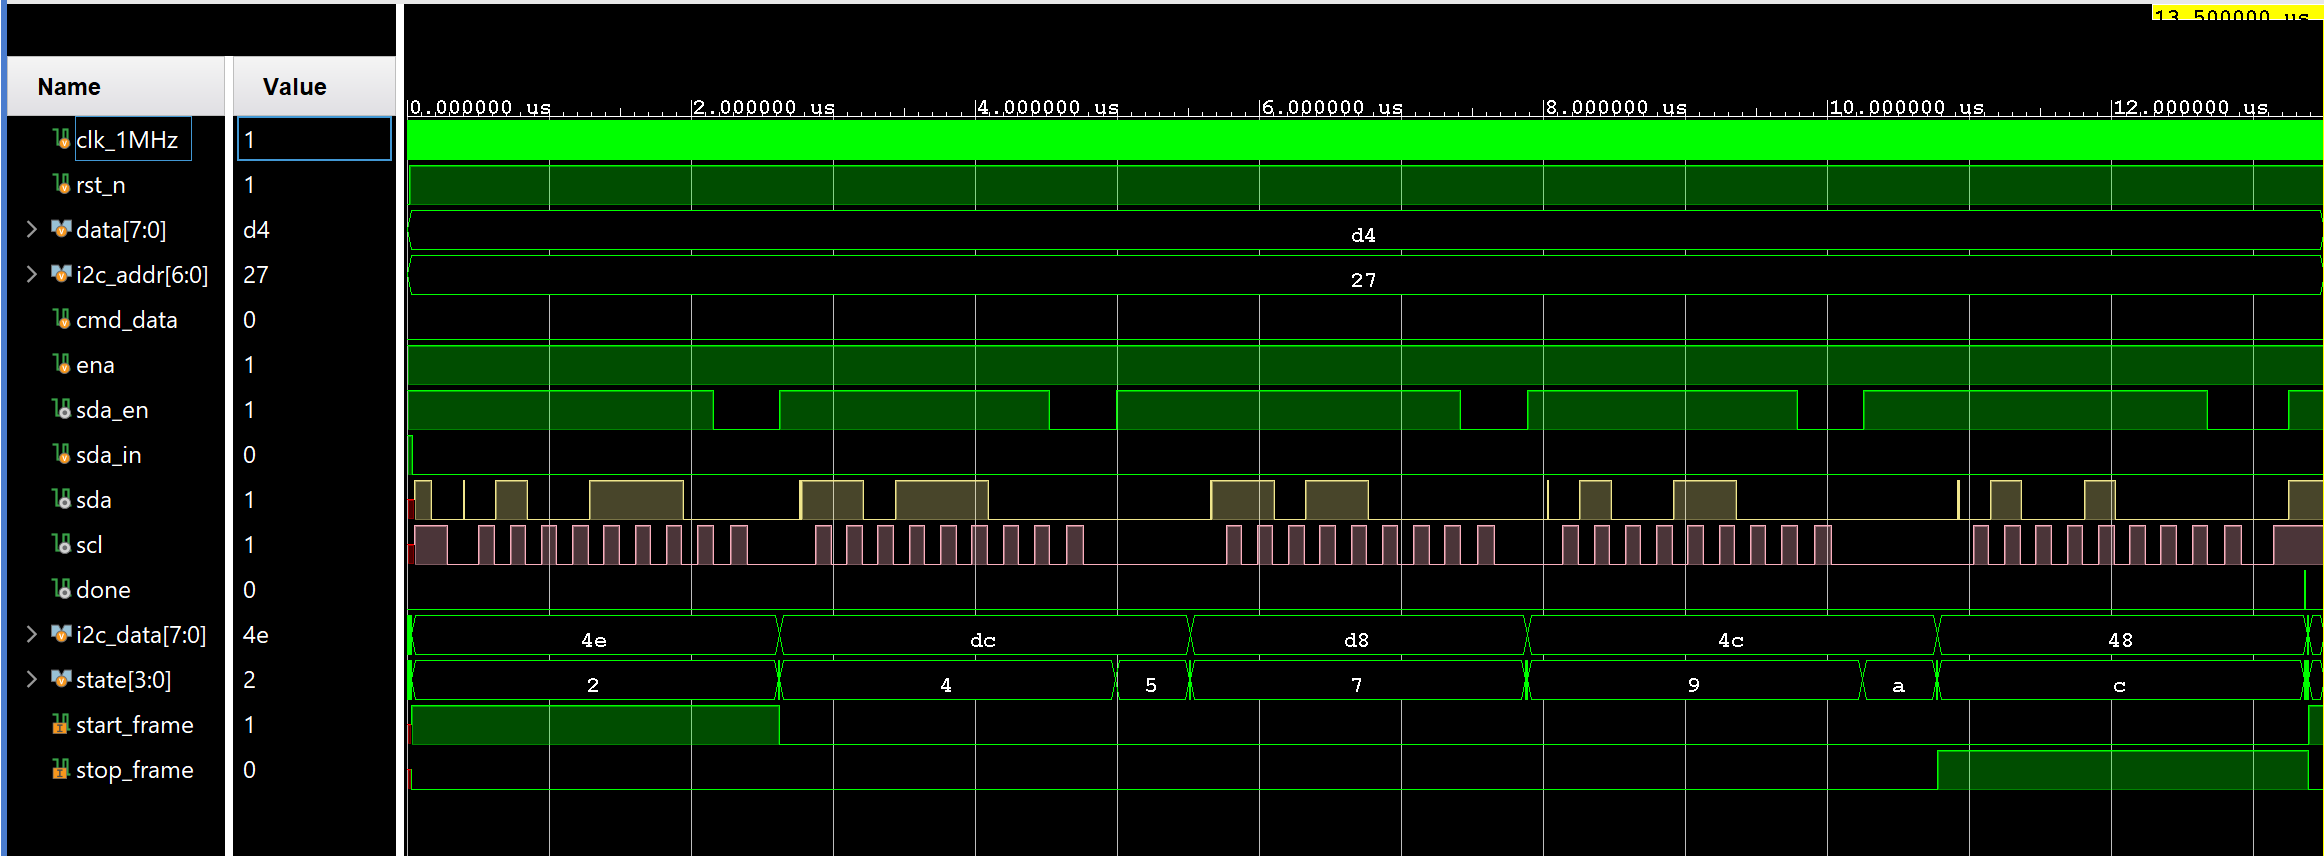 13.500000 us
Name Value
0.000000 us 2.000000 us 4.000000 us 6.000000 us 8.000000 us 10.000000 us 12.000000 us
clk_1MHz 1
rst_n 1
data[7:0] d4 d4
i2c_addr[6:0] 27 27
cmd_data 0
ena 1
sda_en 1
sda_in 0
sda 1
scl 1
done 0
i2c_data[7:0] 4e 4e dc d8 4c 48
state[3:0] 2 2 4 5 7 9 a c
start_frame 1
stop_frame 0